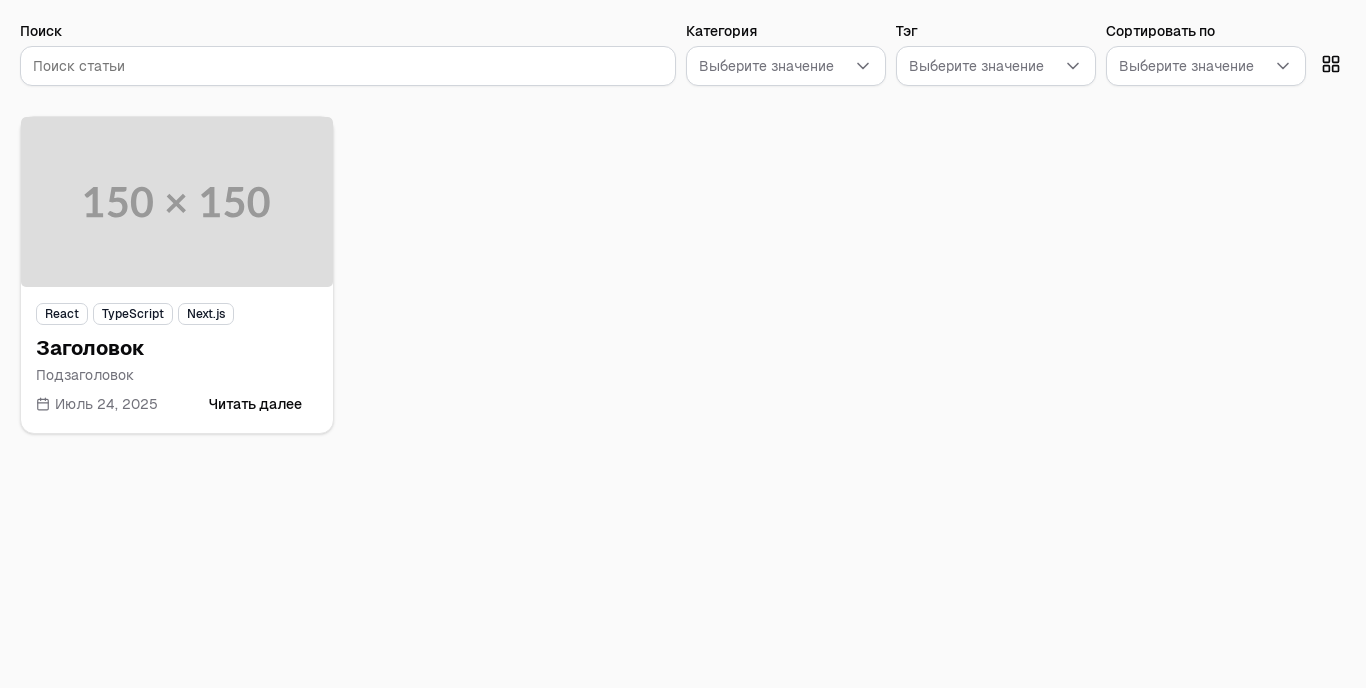 Поиск Категория Тэг Сортировать по
Поиск статьи Выберите значение Выберите значение Выберите значение
150 × 150
React TypeScript Next.js
Заголовок
Подзаголовок
Июль 24, 2025 Читать далее